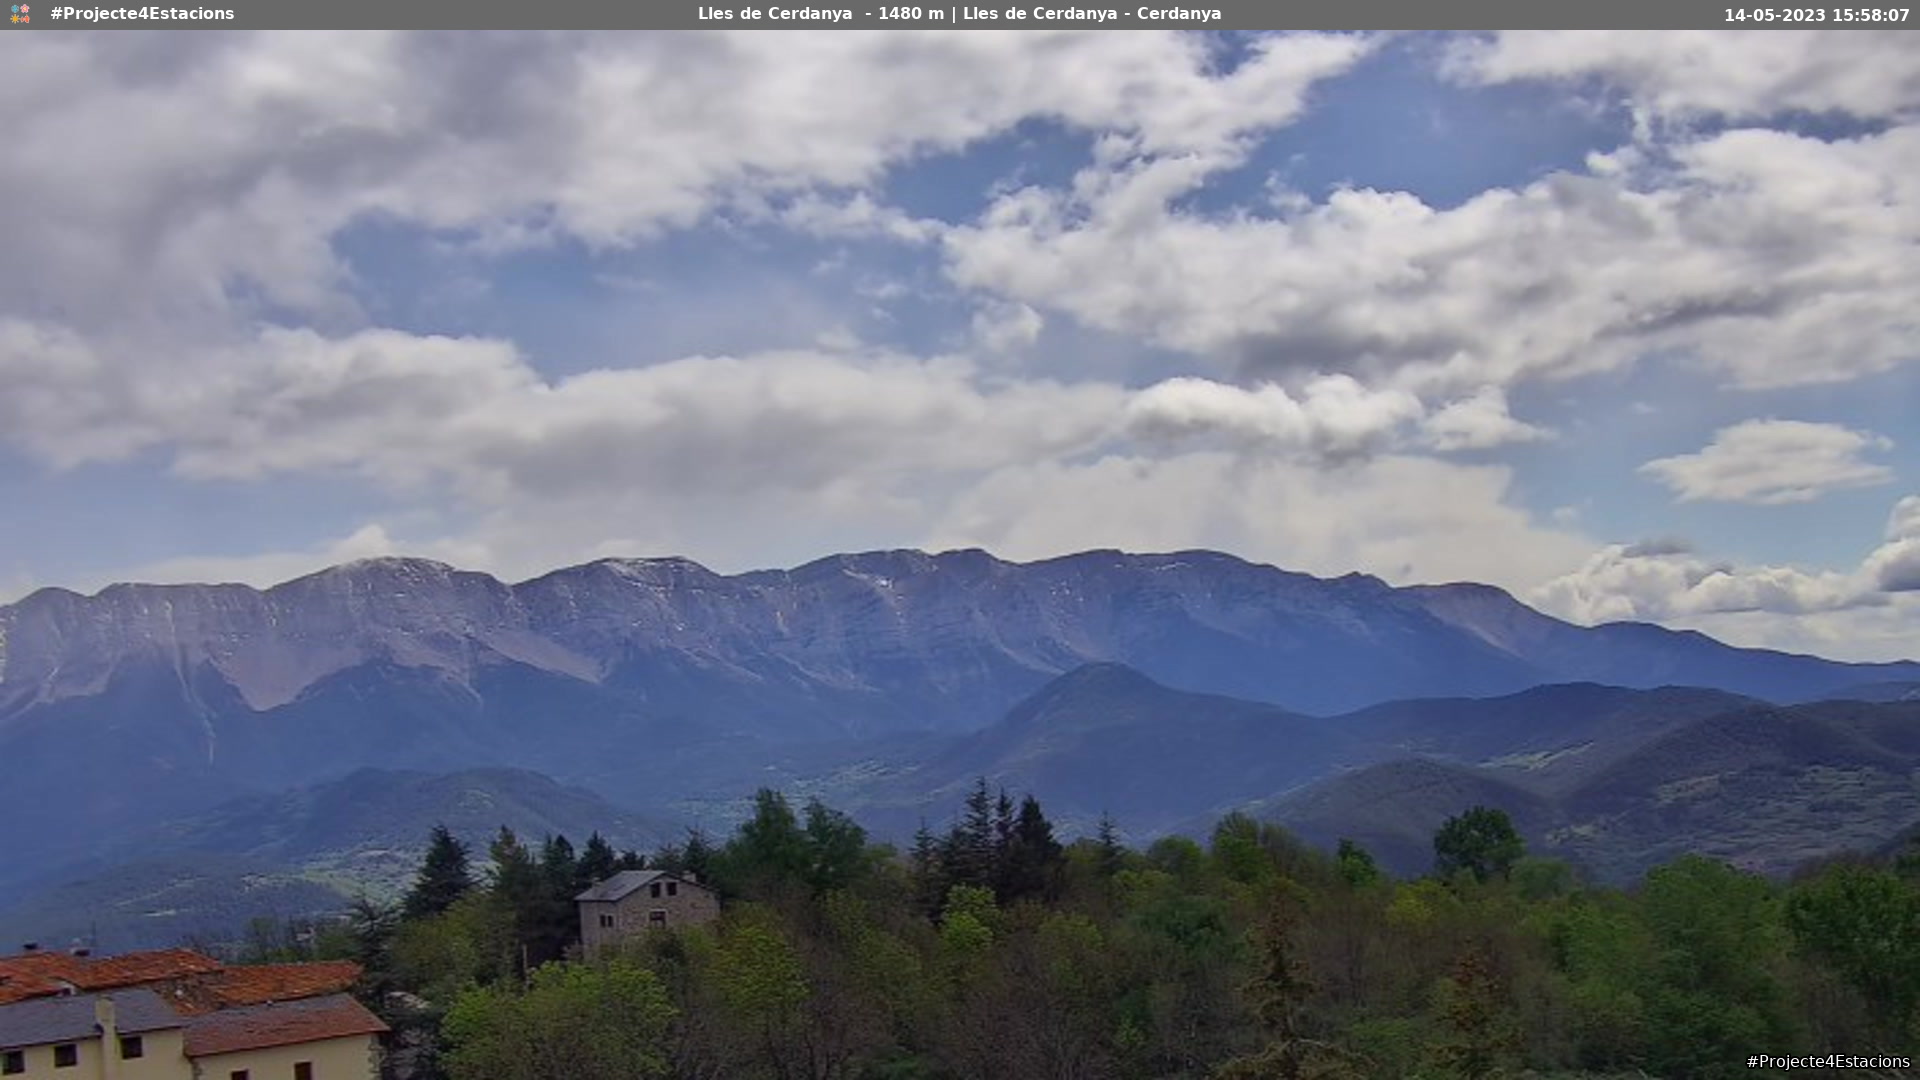 #Projecte4Estacions
Lles de Cerdanya  - 1480 m | Lles de Cerdanya - Cerdanya
14-05-2023 15:58:07
#Projecte4Estacions